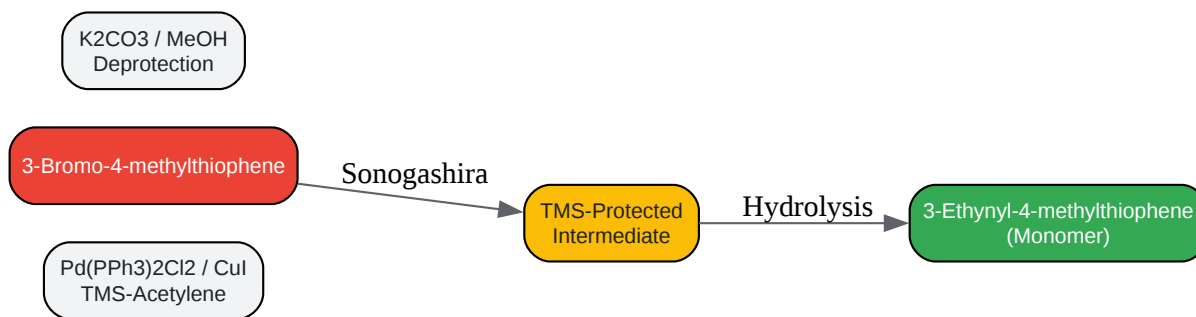 K2CO3 / MeOH
Deprotection
3-Bromo-4-methylthiophene
Sonogashira
TMS-Protected
Intermediate
Hydrolysis
3-Ethynyl-4-methylthiophene
(Monomer)
Pd(PPh3)2Cl2 / CuI
TMS-Acetylene